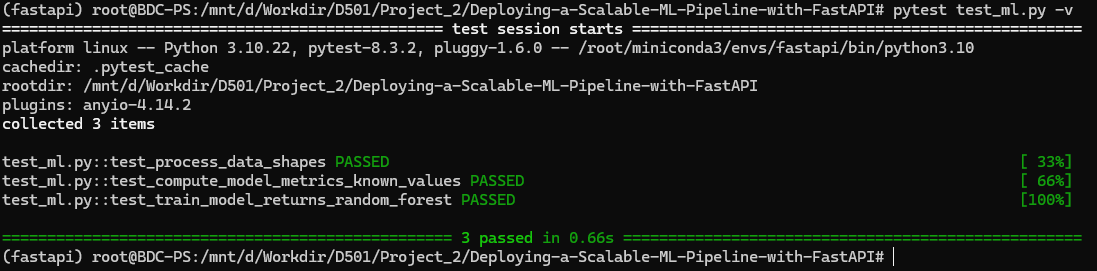 (fastapi) root@BDC-PS:/mnt/d/Workdir/D501/Project_2/Deploying-a-Scalable-ML-Pipeline-with-FastAPI# pytest test_ml.py -v
================================================ test session starts =================================================
platform linux -- Python 3.10.22, pytest-8.3.2, pluggy-1.6.0 -- /root/miniconda3/envs/fastapi/bin/python3.10
cachedir: .pytest_cache
rootdir: /mnt/d/Workdir/D501/Project_2/Deploying-a-Scalable-ML-Pipeline-with-FastAPI
plugins: anyio-4.14.2
collected 3 items
test_ml.py::test_process_data_shapes PASSED [ 33%]
test_ml.py::test_compute_model_metrics_known_values PASSED [ 66%]
test_ml.py::test_train_model_returns_random_forest PASSED [100%]
================================================= 3 passed in 0.66s ==================================================
(fastapi) root@BDC-PS:/mnt/d/Workdir/D501/Project_2/Deploying-a-Scalable-ML-Pipeline-with-FastAPI#